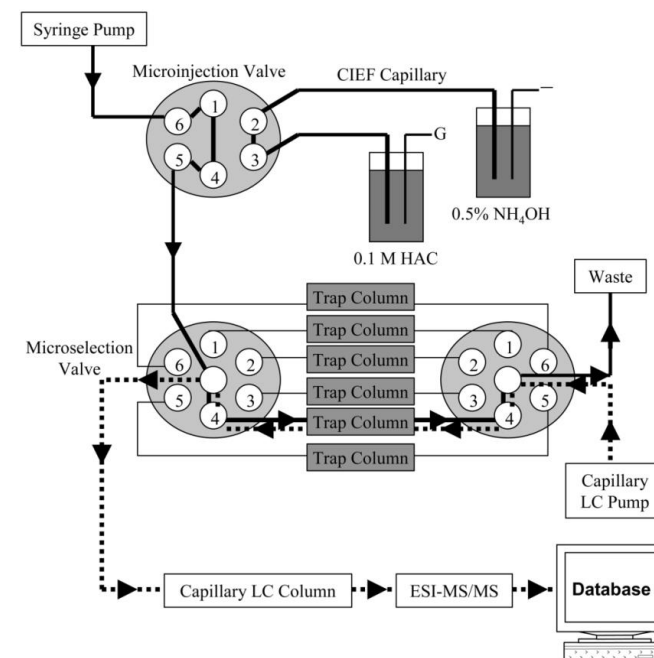 Syringe Pump
Microinjection Valve
CIEF Capillary
1
6
2
5
3
4
G
–
0.5% NH₄OH
0.1 M HAC
Waste
Trap Column
Trap Column
Trap Column
Trap Column
Trap Column
Trap Column
Microselection
Valve
1
6
2
5
3
4
1
2
6
3
5
4
Capillary
LC Pump
Capillary LC Column
ESI-MS/MS
Database